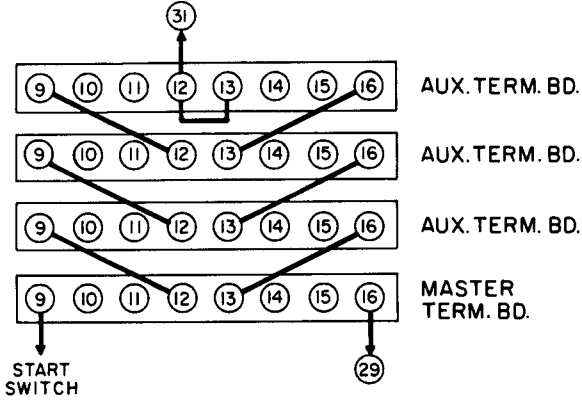 31
9 10 11 12 13 14 15 16 AUX. TERM. BD.
9 10 11 12 13 14 15 16 AUX. TERM. BD.
9 10 11 12 13 14 15 16 AUX. TERM. BD.
9 10 11 12 13 14 15 16 MASTER
TERM. BD.
START
SWITCH
29